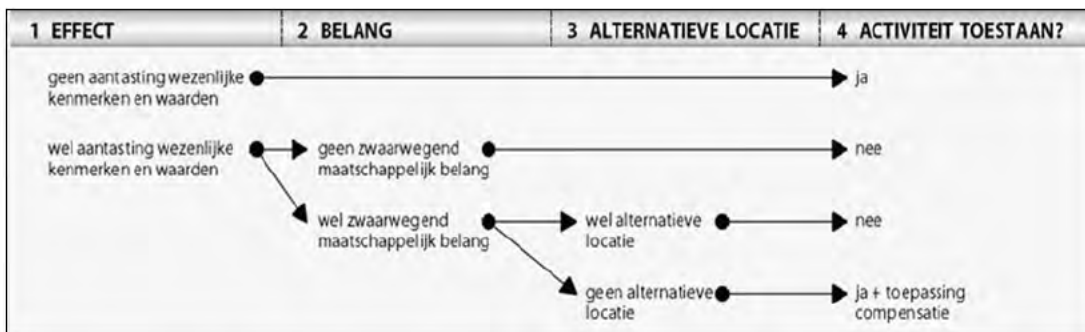 1 EFFECT 2 BELANG 3 ALTERNATIEVE LOCATIE 4 ACTIVITEIT TOESTAAN?
geen aantasting wezenlijke ja
kenmerken en waarden
wel aantasting wezenlijke geen zwaarwegend nee
kenmerken en waarden maatschappelijk belang
wel zwaarwegend wel alternatieve nee
maatschappelijk belang locatie
geen alternatieve ja + toepassing
locatie compensatie